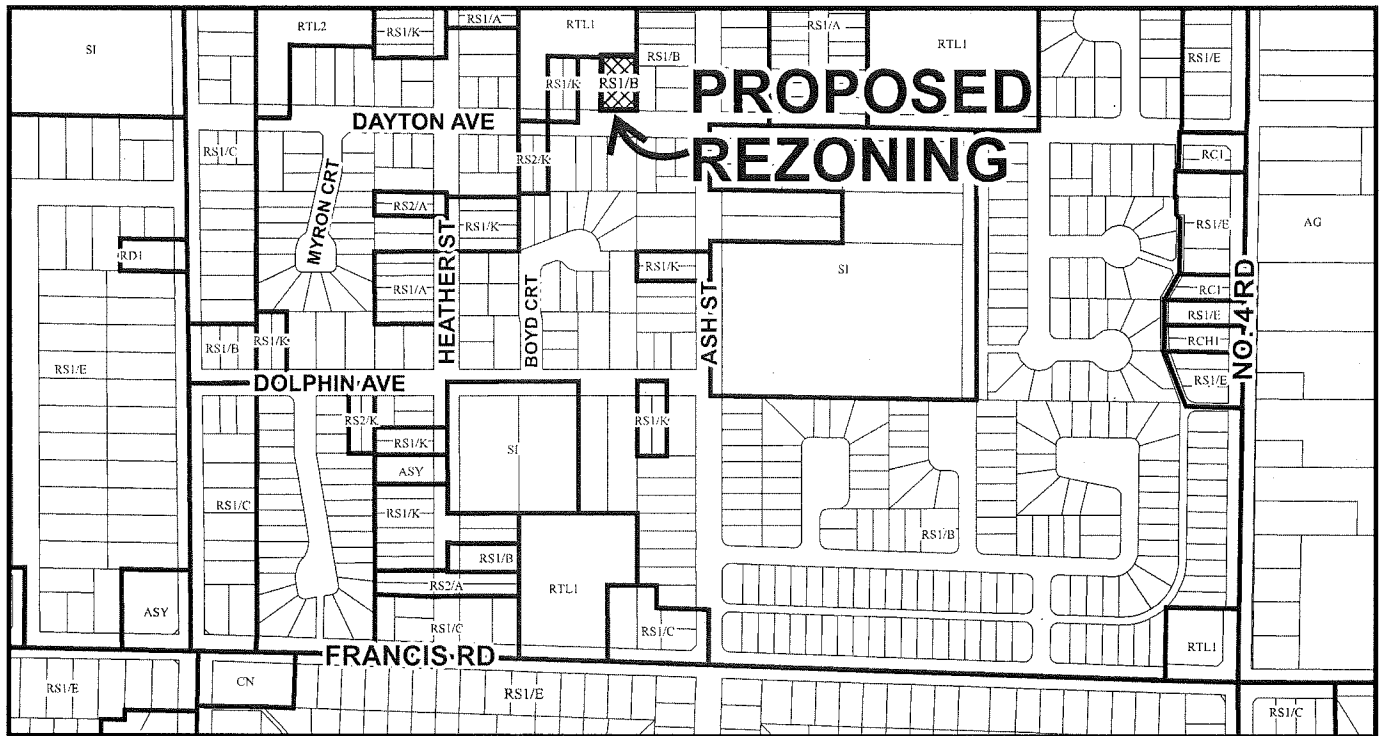 SI
RTL2
RS1/K
RS1/A
RTL1
RS1/B
RS1/A
RTL1
RS1/E
RS1/K
RS1/B
PROPOSED
REZONING
DAYTON AVE
RS1/C
MYRON CRT
RS2/K
RC1
RS2/A
HEATHER ST
RS1/K
RS1/E
AG
RD1
RS1/A
BOYD CRT
RS1/K
ASH ST
SI
RC1
RS1/E
NO. 4 RD
RS1/E
RS1/B
RS1/K
RCH1
RS1/E
DOLPHIN AVE
RS2/K
RS1/K
RS1/K
SI
ASY
RS1/C
RS1/K
RS1/B
RS1/B
RS2/A
RTL1
ASY
RS1/C
RS1/C
RTL1
FRANCIS RD
RS1/E
CN
RS1/E
RS1/C